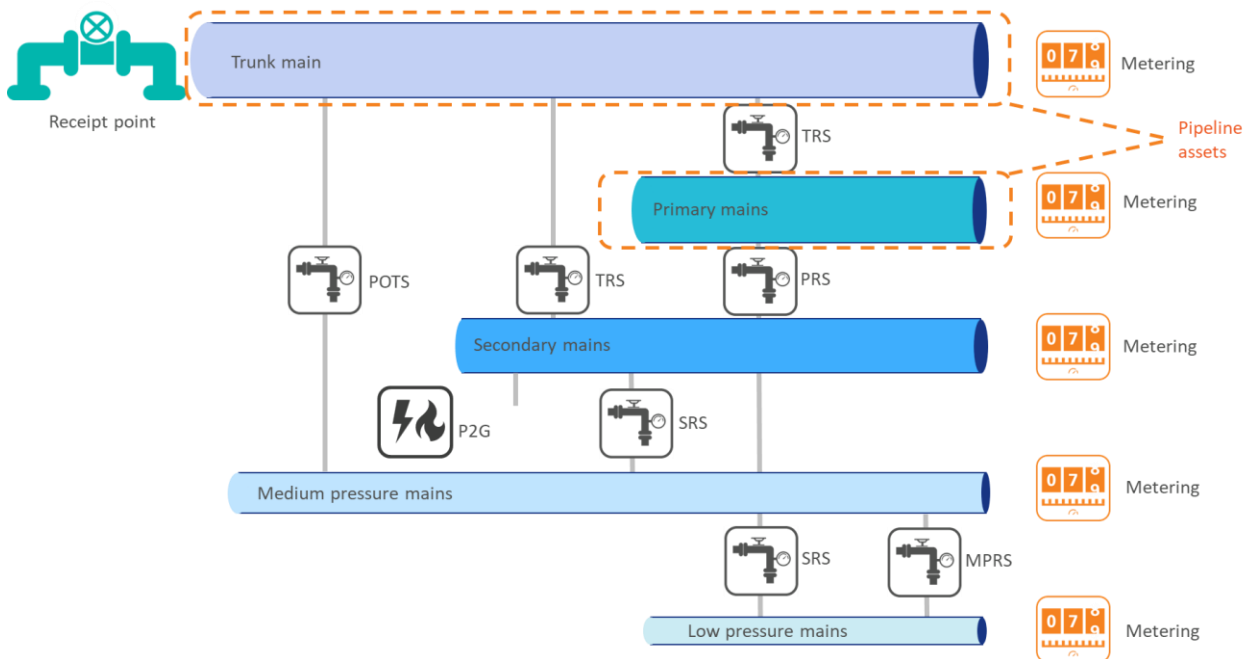 Trunk main
Metering
Receipt point
TRS
Pipeline
assets
Primary mains
Metering
POTS
TRS
PRS
Secondary mains
Metering
P2G
SRS
Medium pressure mains
Metering
SRS
MPRS
Low pressure mains
Metering